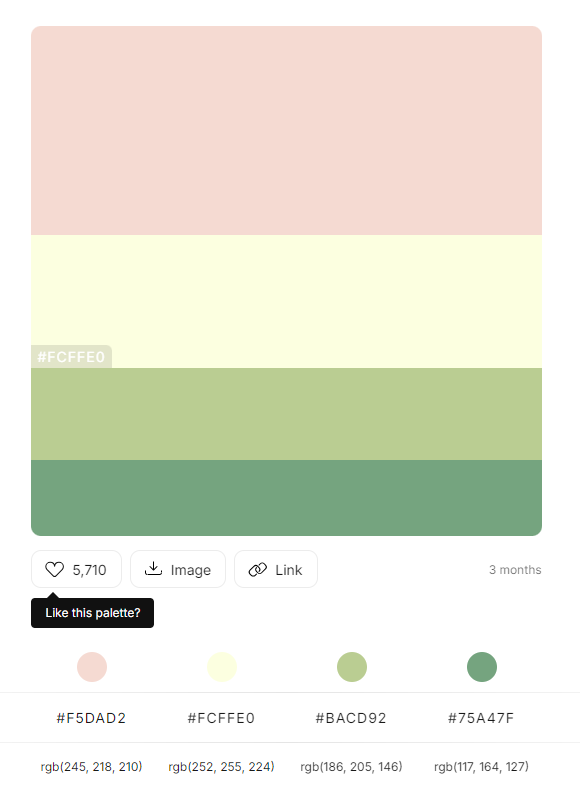 #FCFFE0
5,710
Image
Link
3 months
Like this palette?
#F5DAD2
#FCFFE0
#BACD92
#75A47F
rgb(245, 218, 210)
rgb(252, 255, 224)
rgb(186, 205, 146)
rgb(117, 164, 127)